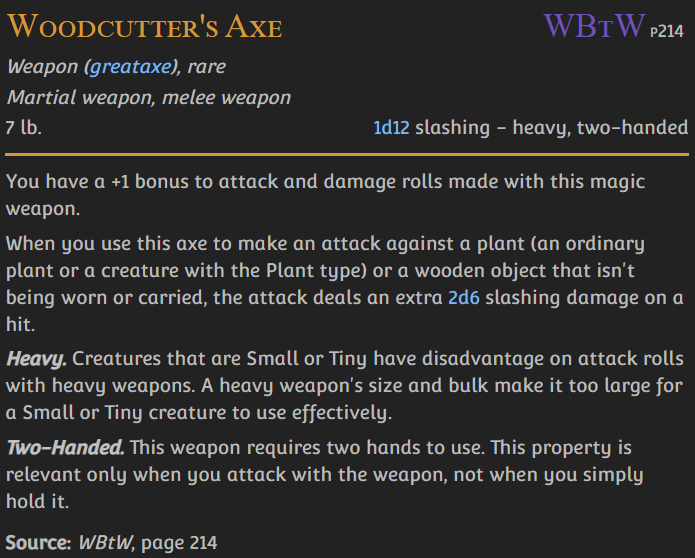 Woodcutter's Axe WBtW P214
Weapon (greataxe), rare
Martial weapon, melee weapon
7 lb. 1d12 slashing - heavy, two-handed
You have a +1 bonus to attack and damage rolls made with this magic
weapon.
When you use this axe to make an attack against a plant (an ordinary
plant or a creature with the Plant type) or a wooden object that isn't
being worn or carried, the attack deals an extra 2d6 slashing damage on a
hit.
Heavy. Creatures that are Small or Tiny have disadvantage on attack rolls
with heavy weapons. A heavy weapon's size and bulk make it too large for
a Small or Tiny creature to use effectively.
Two-Handed. This weapon requires two hands to use. This property is
relevant only when you attack with the weapon, not when you simply
hold it.
Source: WBtW, page 214